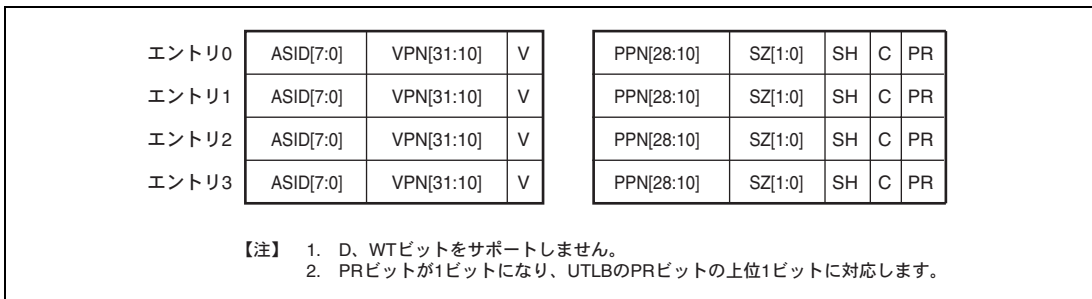 エントリ0 ASID[7:0] VPN[31:10] V PPN[28:10] SZ[1:0] SH C PR
エントリ1 ASID[7:0] VPN[31:10] V PPN[28:10] SZ[1:0] SH C PR
エントリ2 ASID[7:0] VPN[31:10] V PPN[28:10] SZ[1:0] SH C PR
エントリ3 ASID[7:0] VPN[31:10] V PPN[28:10] SZ[1:0] SH C PR
【注】 1. D、WTビットをサポートしません。
2. PRビットが1ビットになり、UTLBのPRビットの上位1ビットに対応します。